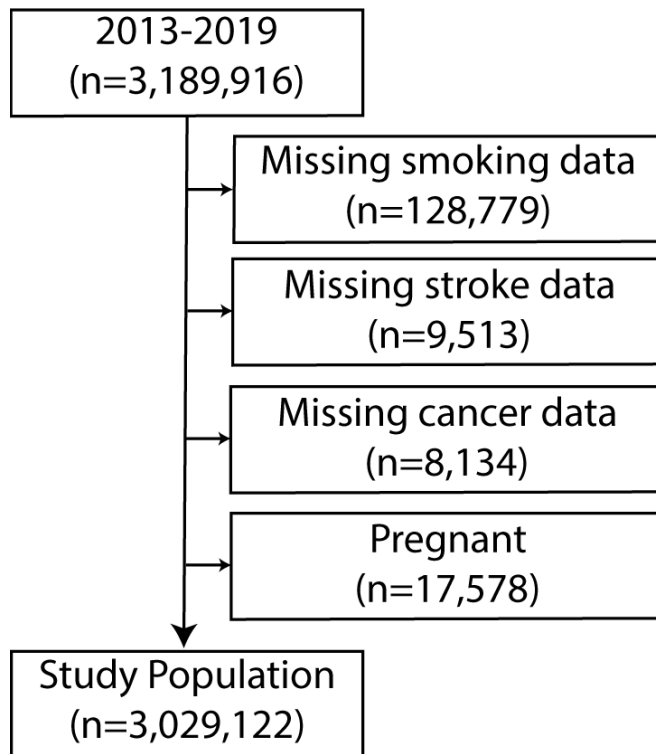 2013-2019
(n=3,189,916)
Missing smoking data
(n=128,779)
Missing stroke data
(n=9,513)
Missing cancer data
(n=8,134)
Pregnant
(n=17,578)
Study Population
(n=3,029,122)